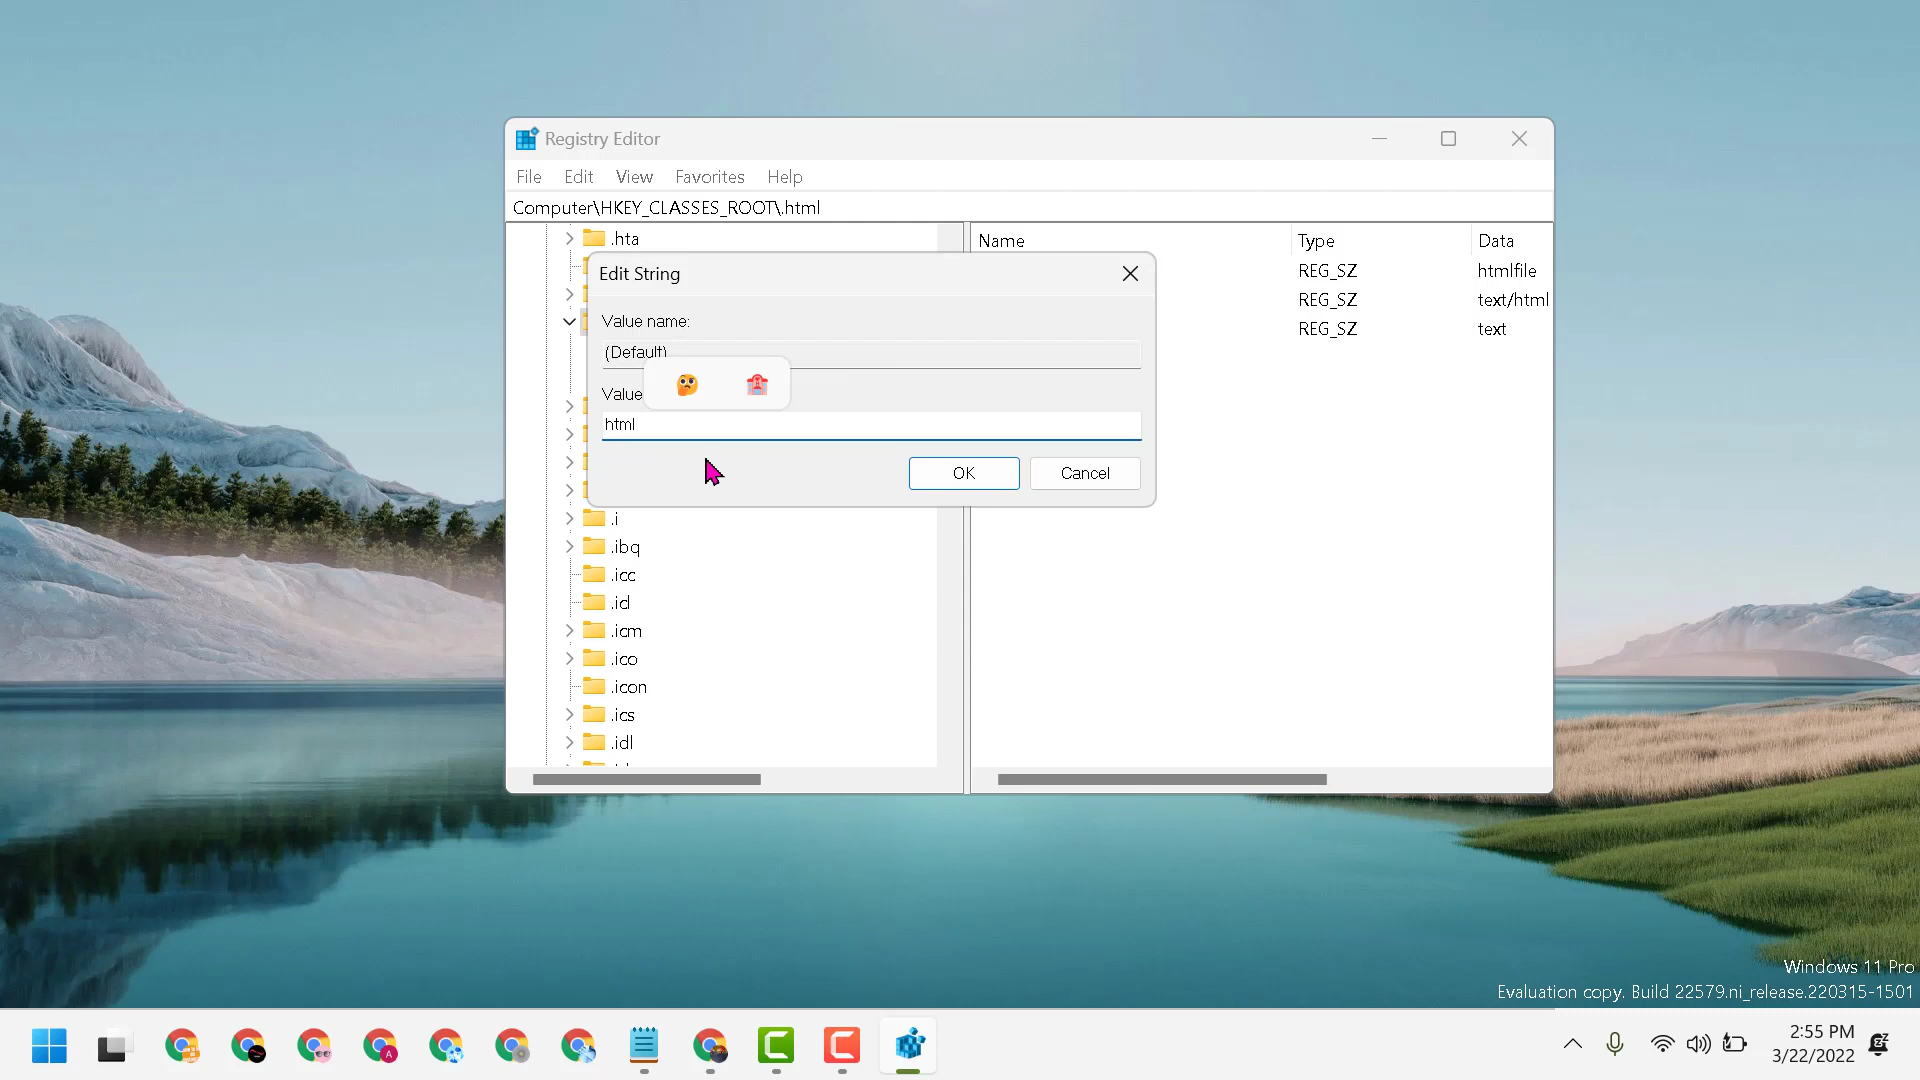 Registry Editor
File Edit View Favorites Help
Computer\HKEY_CLASSES_ROOT\.html
.hta
Name Type Data
REG_SZ htmlfile
REG_SZ text/html
REG_SZ text
Edit String
Value name:
(Default)
Value
html
OK Cancel
.i
.ibq
.icc
.icl
.icm
.ico
.icon
.ics
.idl
Windows 11 Pro
Evaluation copy. Build 22579.ni_release.220315-1501
2:55 PM
3/22/2022